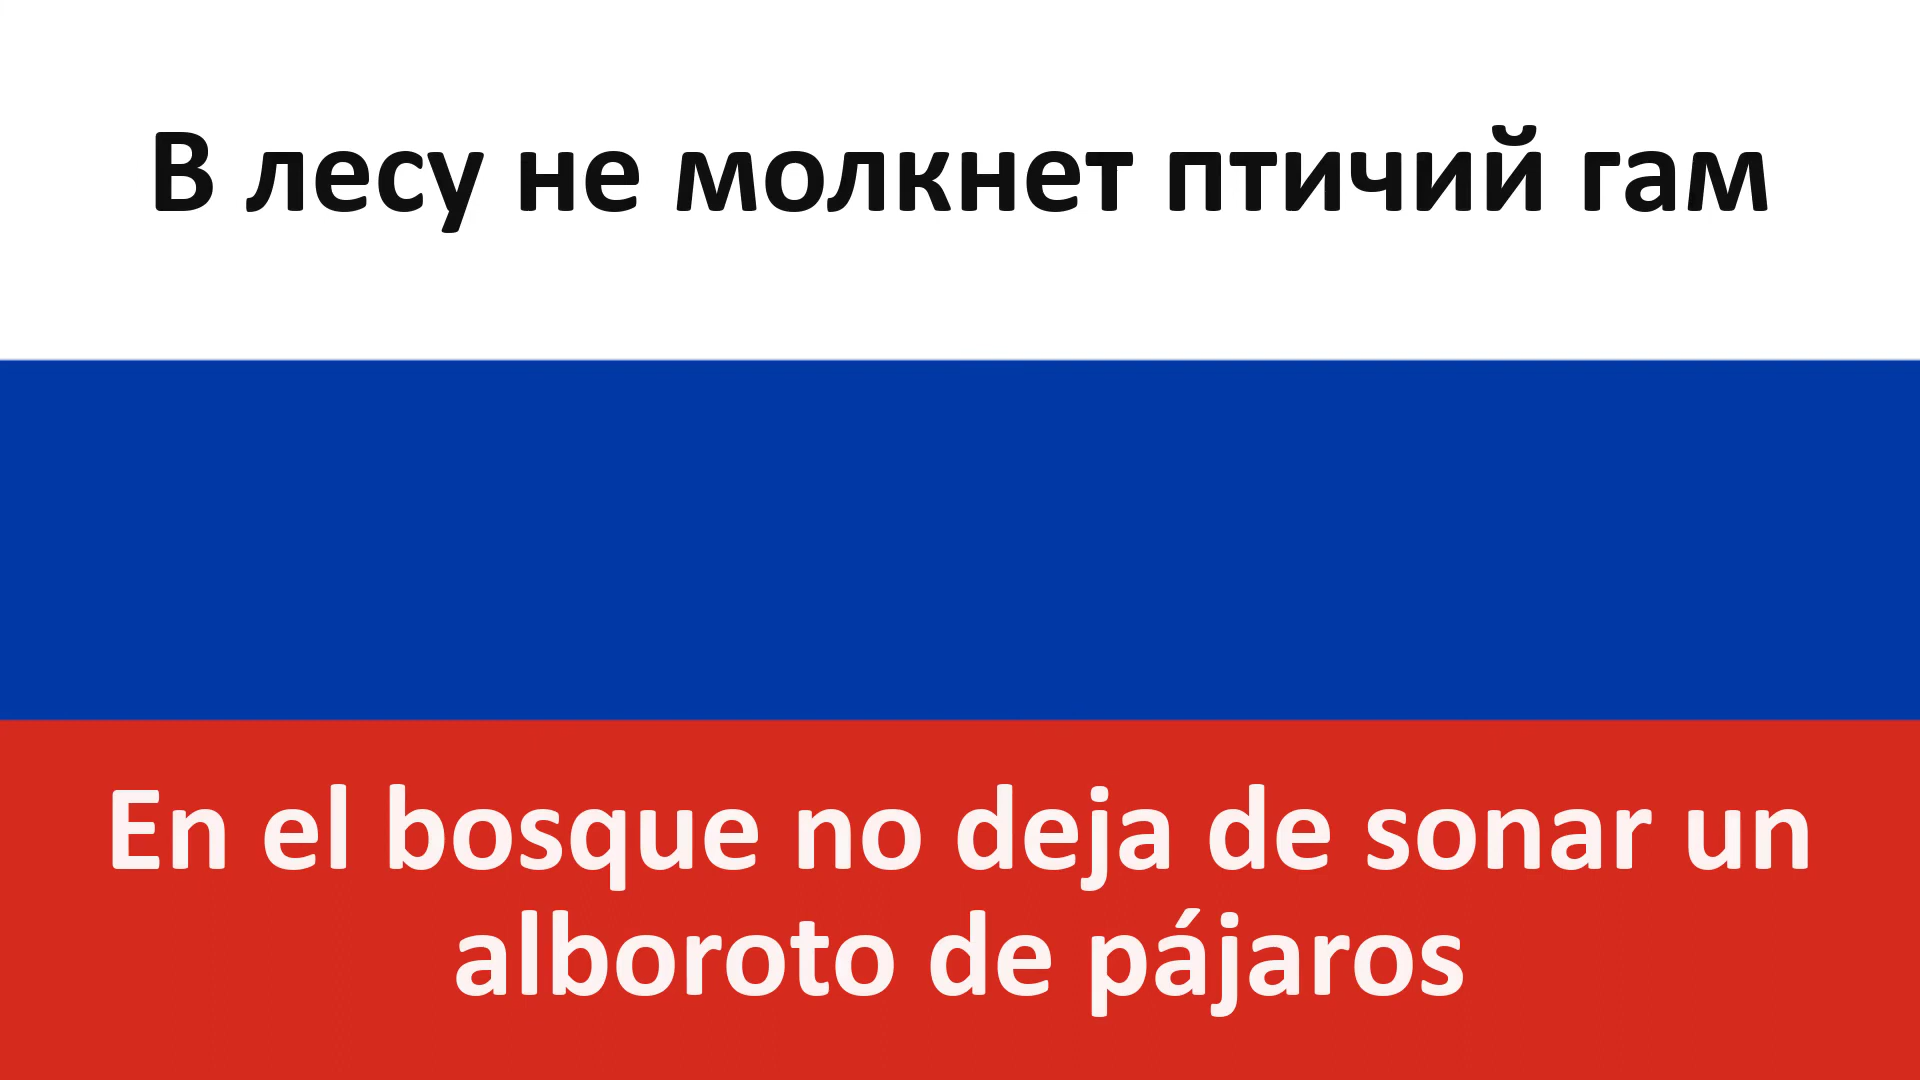 В лесу не молкнет птичий гам
En el bosque no deja de sonar un
alboroto de pájaros